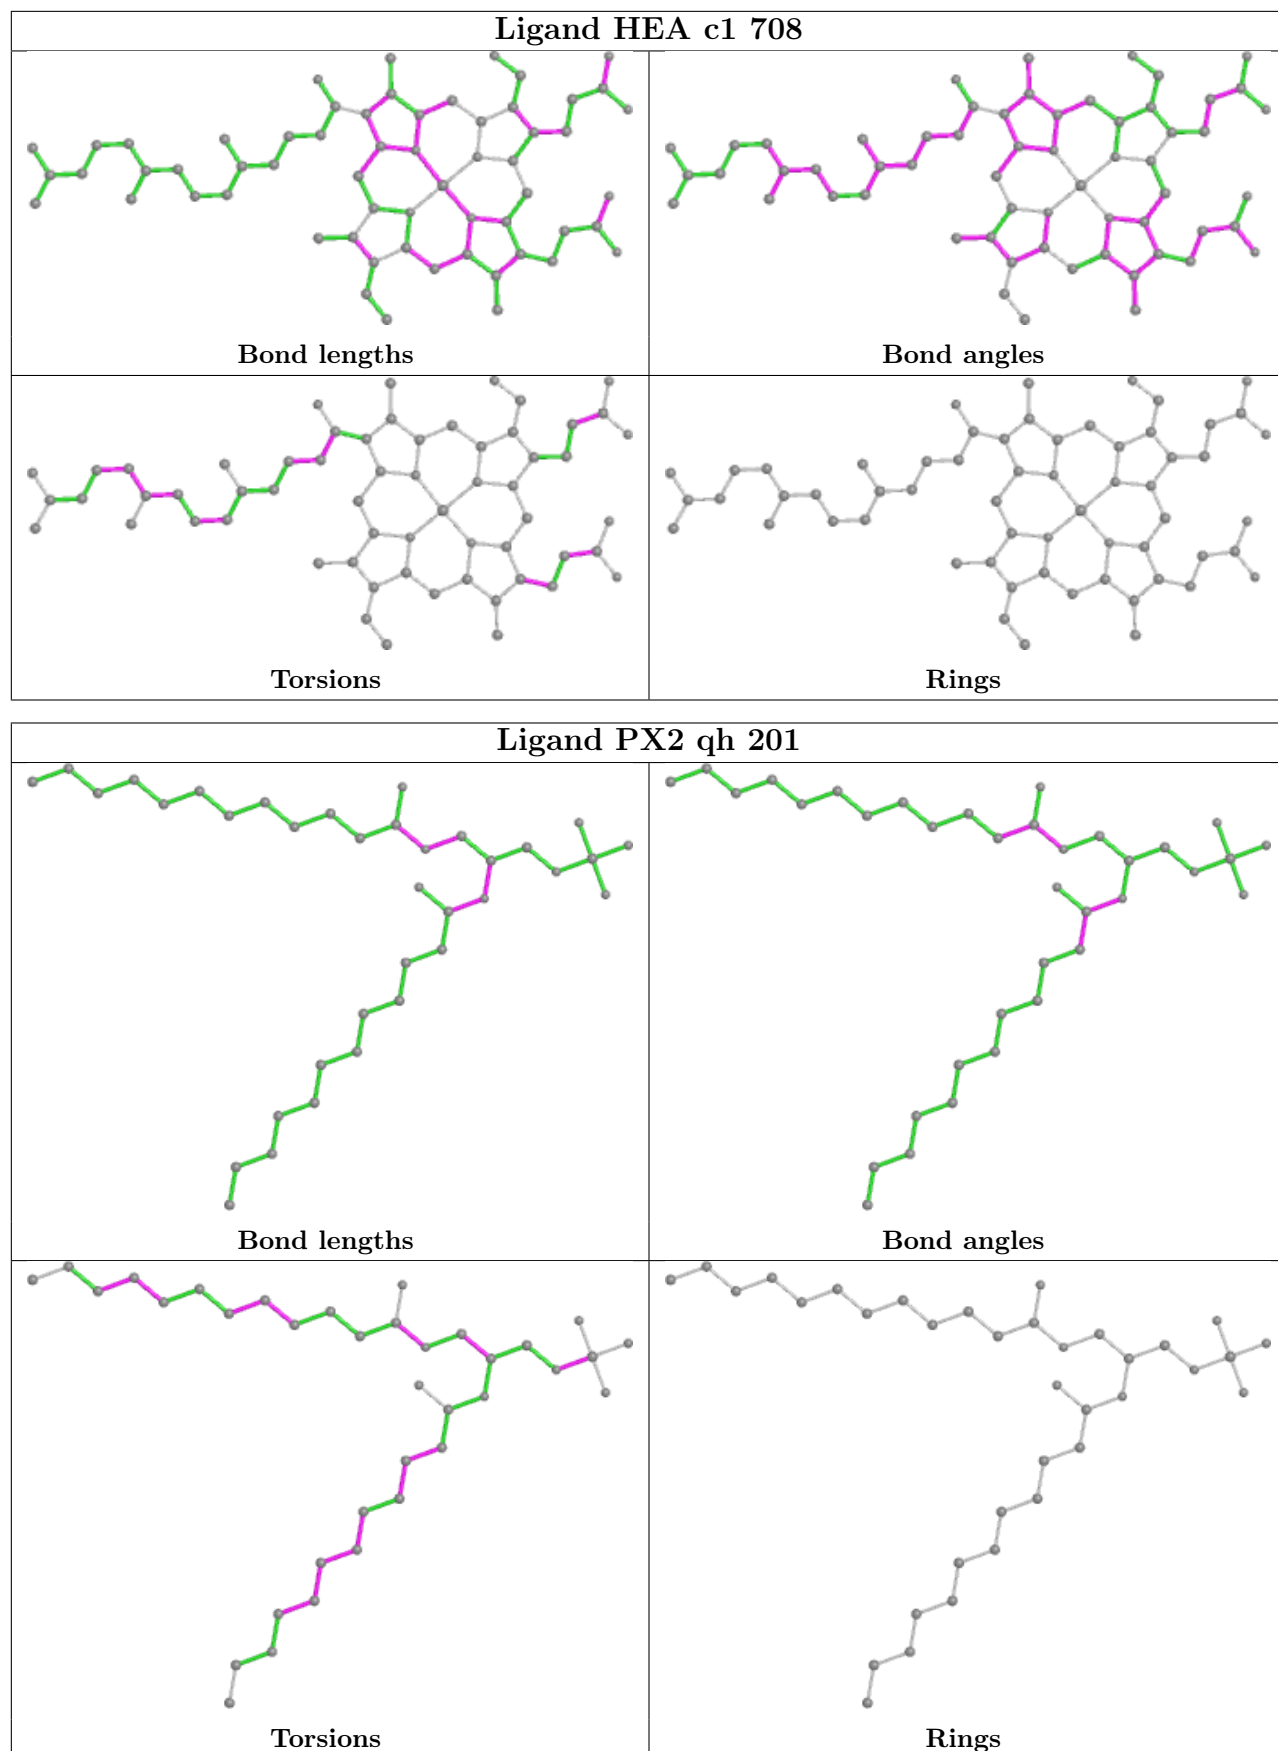 Ligand HEA c1 708
Bond lengths
Bond angles
Torsions
Rings
Ligand PX2 qh 201
Bond lengths
Bond angles
Torsions
Rings